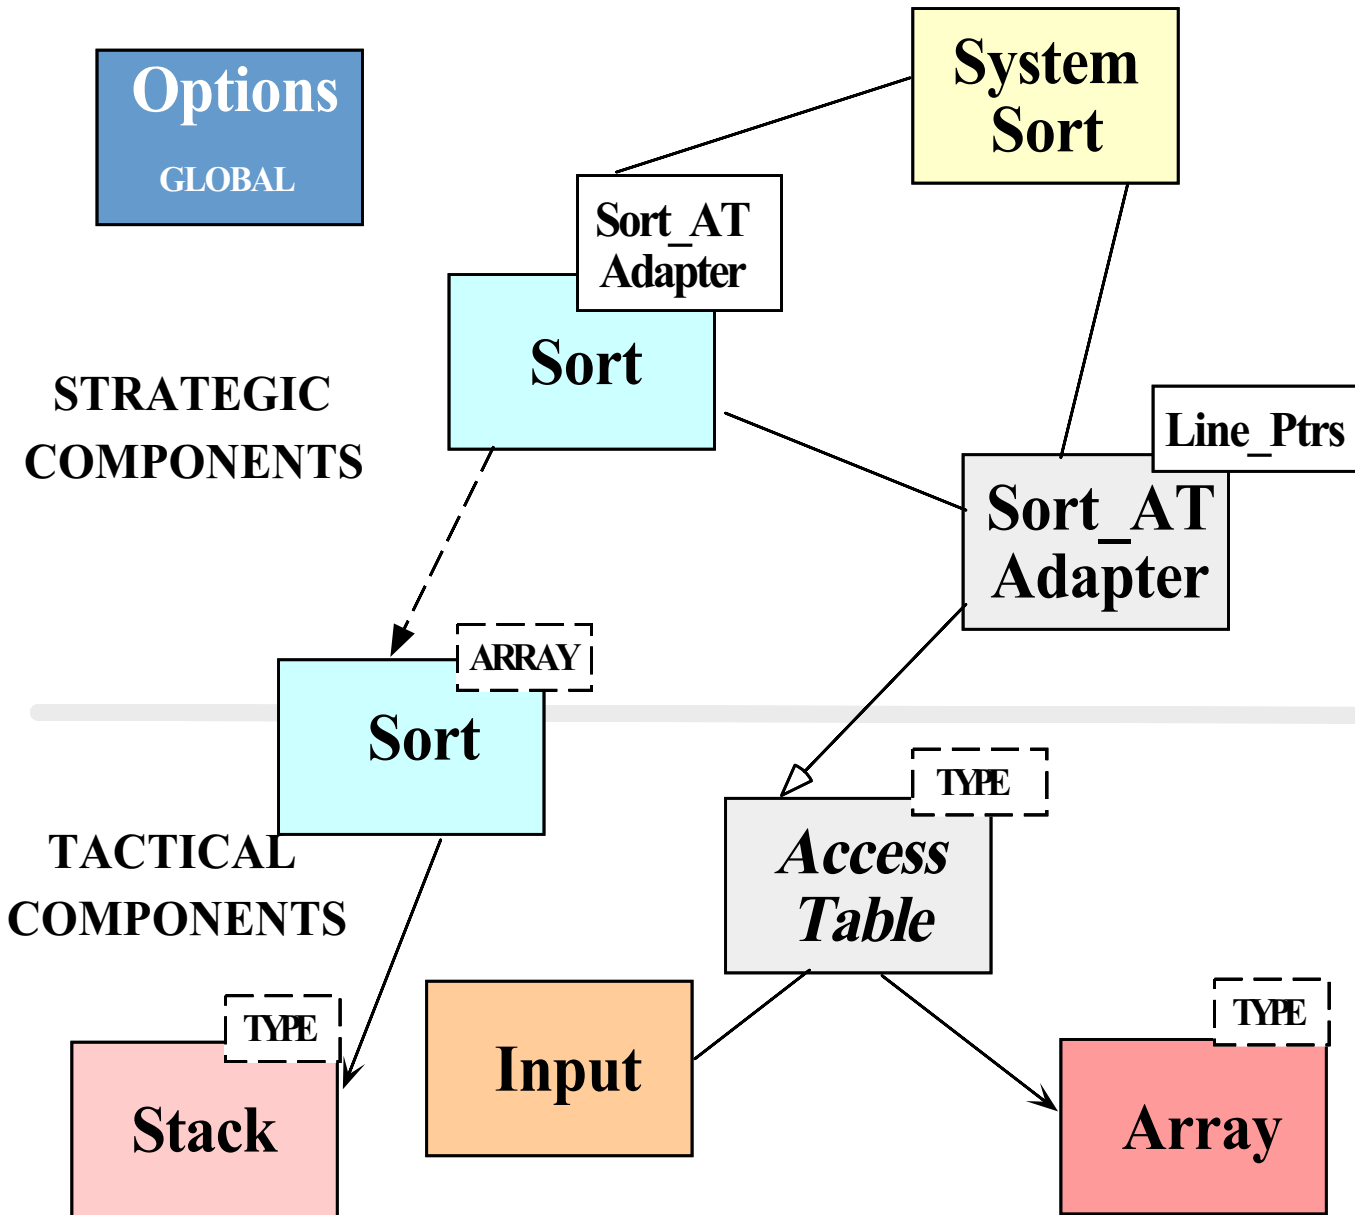 Options
GLOBAL
System
Sort
Sort_AT
Adapter
Sort
STRATEGIC
COMPONENTS
Line_Ptrs
Sort_AT
Adapter
ARRAY
Sort
TYPE
Access
Table
TACTICAL
COMPONENTS
TYPE
Stack
Input
TYPE
Array